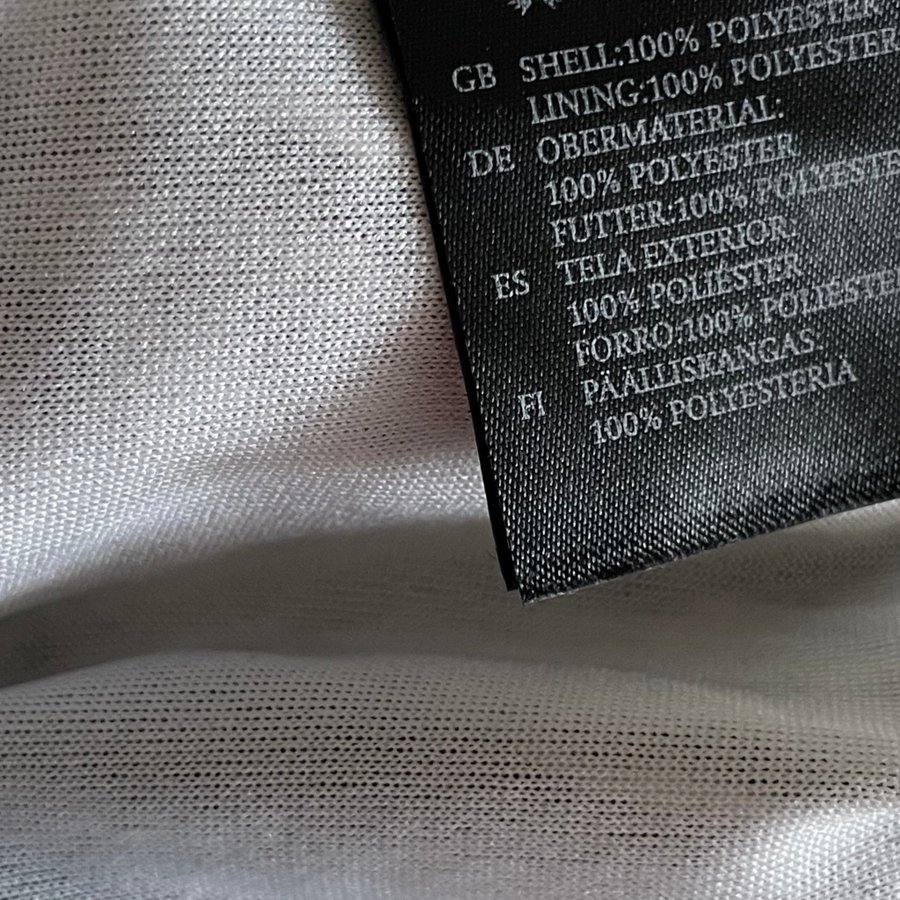 GB SHELL:100% POLYESTER
LINING:100% POLYESTER
DE OBERMATERIAL:
100% POLYESTER
FUTTER:100% POLYESTE
ES TELA EXTERIOR
100% POLIÉSTER
FORRO:100% POLIÉSTER
FI PÄÄLLISKANGAS
100% POLYESTERIA